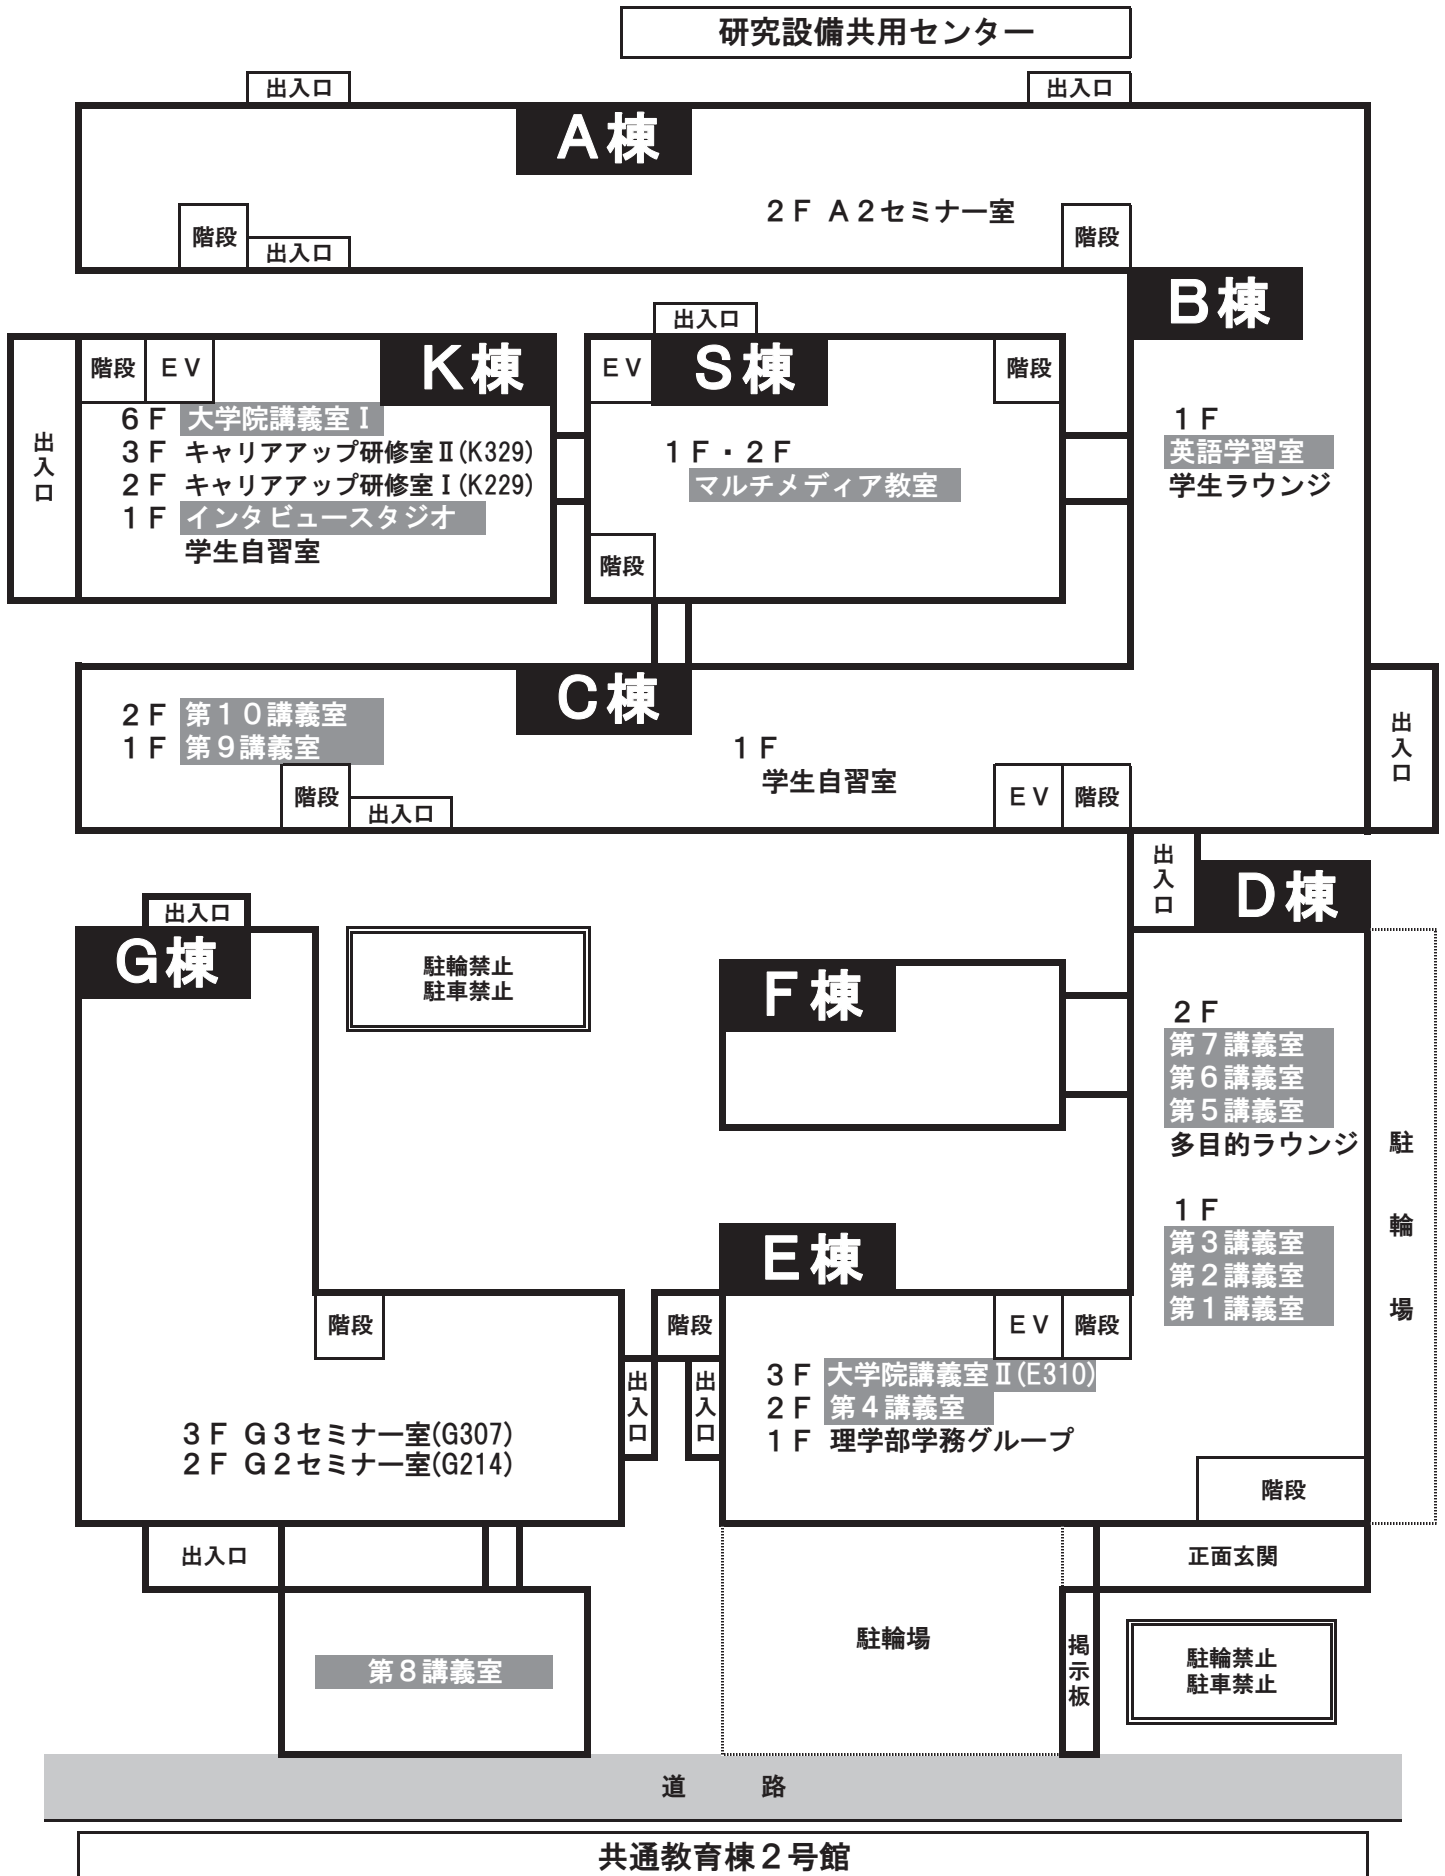 研究設備共用センター
出入口
出入口
A棟
2F A2セミナー室
階段
出入口
階段
B棟
出入口
階段
EV
K棟
EV
S棟
階段
出入口
6F 大学院講義室Ⅰ
3F キャリアアップ研修室Ⅱ(K329)
2F キャリアアップ研修室Ⅰ(K229)
1F インタビュースタジオ
学生自習室
1F・2F
マルチメディア教室
階段
1F
英語学習室
学生ラウンジ
C棟
2F 第10講義室
1F 第9講義室
1F
学生自習室
階段
出入口
EV
階段
出入口
出入口
D棟
出入口
G棟
駐輪禁止
駐車禁止
F棟
2F
第7講義室
第6講義室
第5講義室
多目的ラウンジ
1F
第3講義室
第2講義室
第1講義室
駐輪場
E棟
階段
階段
EV
階段
出入口
出入口
3F 大学院講義室Ⅱ(E310)
2F 第4講義室
1F 理学部学務グループ
3F G3セミナー室(G307)
2F G2セミナー室(G214)
階段
出入口
正面玄関
第8講義室
駐輪場
掲示板
駐輪禁止
駐車禁止
道 路
共通教育棟2号館